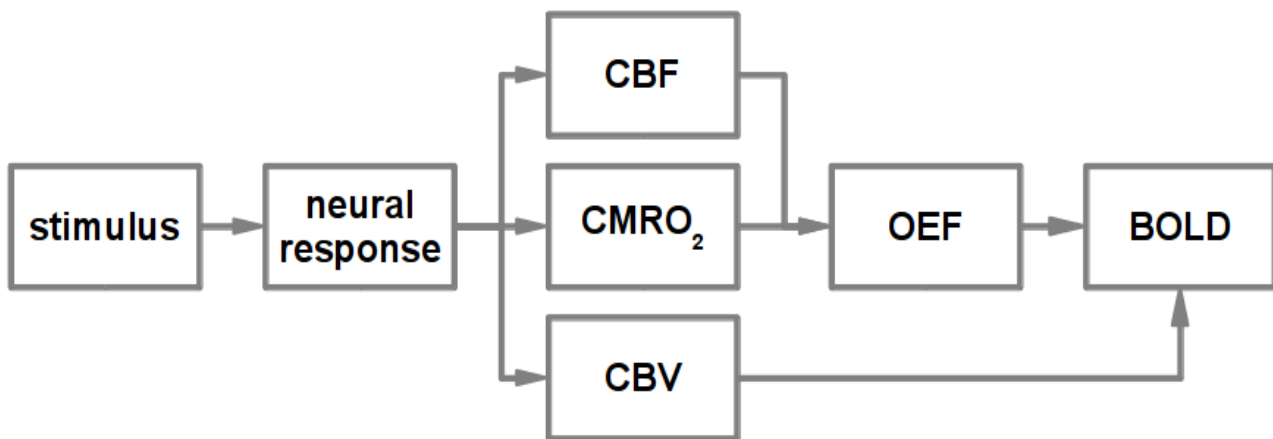 stimulus
neural
response
CBF
CMRO₂
CBV
OEF
BOLD